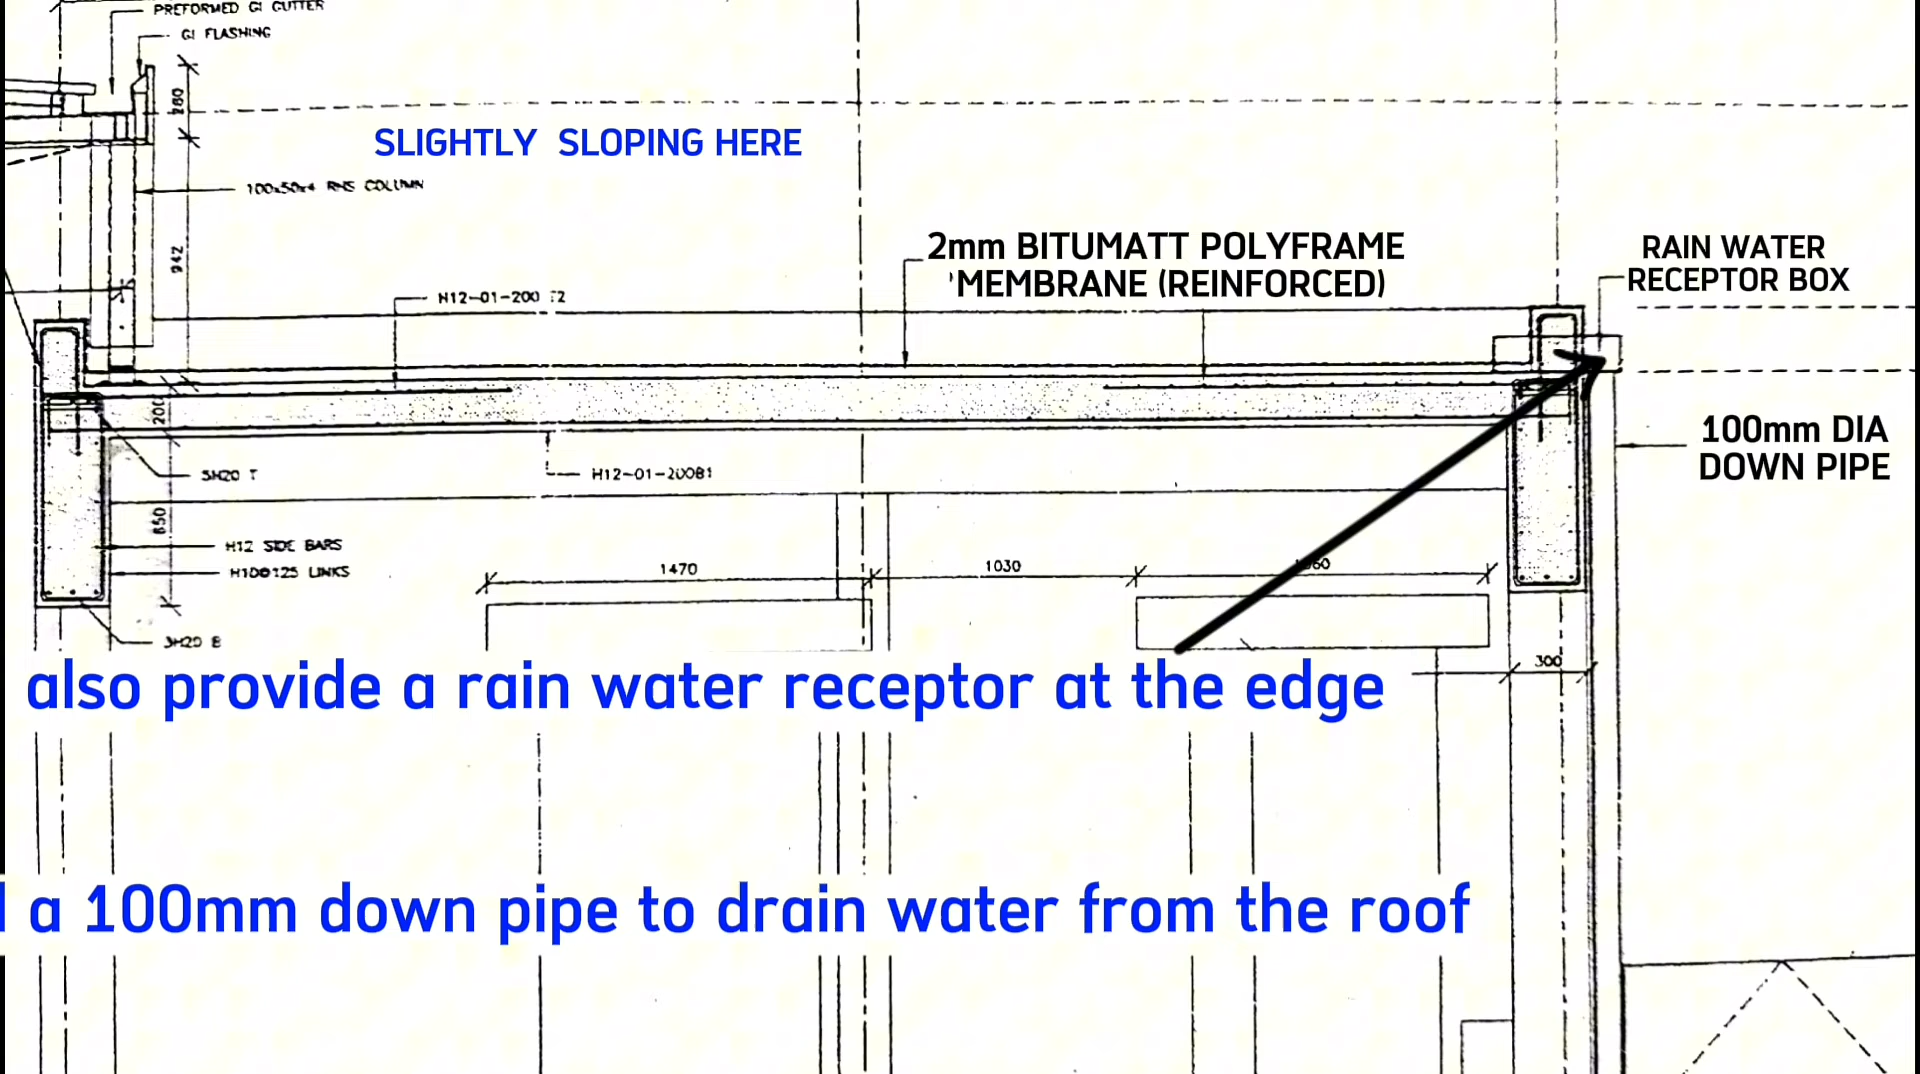 PREFORMED GI GUTTER
GI FLASHING
280
SLIGHTLY SLOPING HERE
100x50x4 RHS COLUMN
942
2mm BITUMATT POLYFRAME
MEMBRANE (REINFORCED)
RAIN WATER
RECEPTOR BOX
H12-01-200 T2
200
100mm DIA
DOWN PIPE
5H20 T
H12-01-200B1
850
H12 SIDE BARS
H10@125 LINKS
1470
1030
3H20 B
300
also provide a rain water receptor at the edge
a 100mm down pipe to drain water from the roof